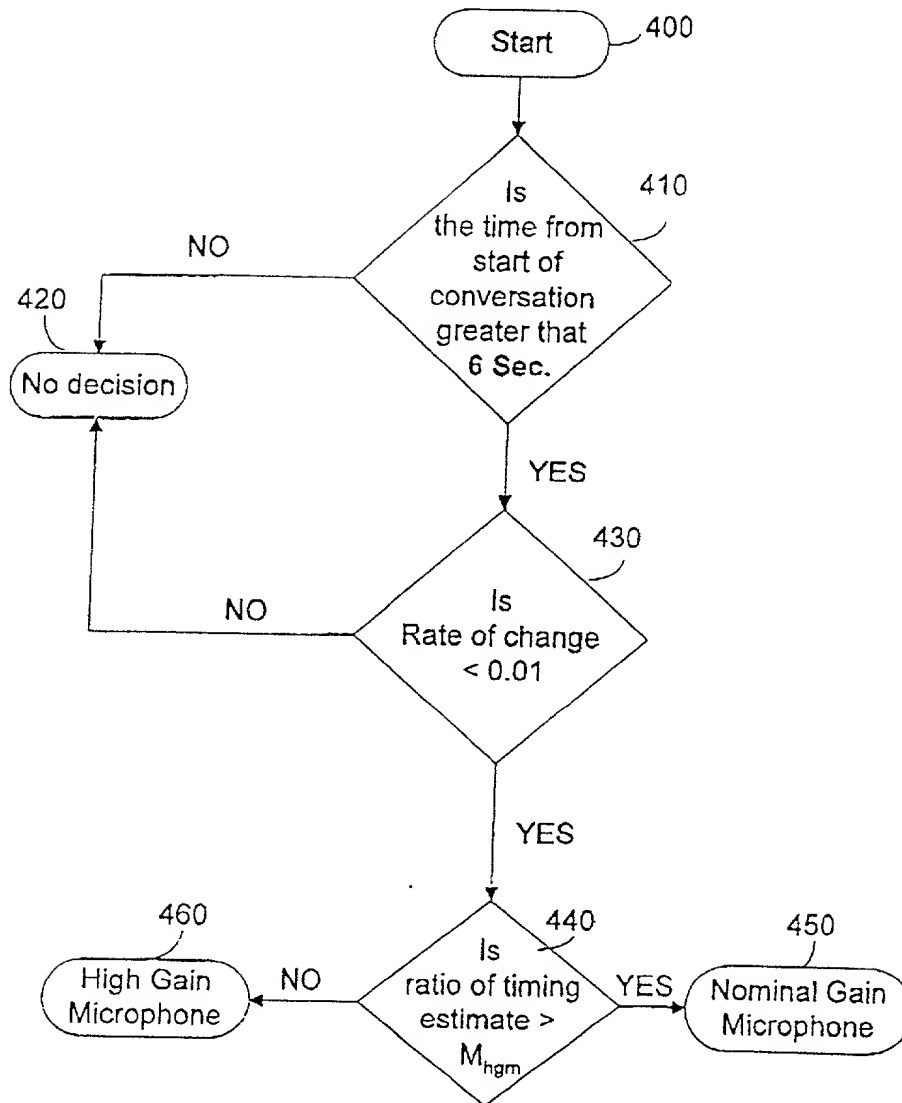 Start
400
Is
the time from
start of
conversation
greater that
6 Sec.
410
NO
420
No decision
YES
430
Is
Rate of change
< 0.01
NO
YES
440
Is
ratio of timing
estimate >
Mhgm
460
High Gain
Microphone
NO
YES
450
Nominal Gain
Microphone